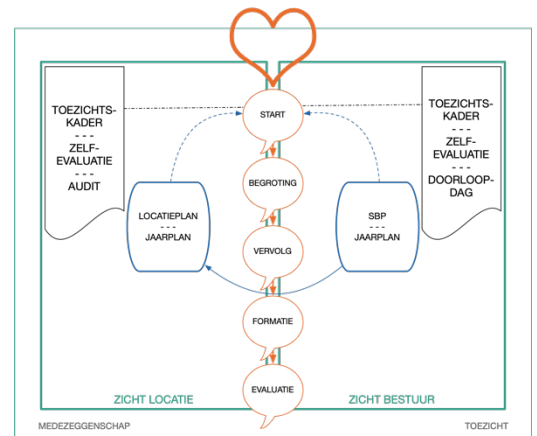 TOEZICHTS-
KADER
- - -
ZELF-
EVALUATIE
- - -
AUDIT
START
TOEZICHTS-
KADER
- - -
ZELF-
EVALUATIE
- - -
DOORLOOP-
DAG
BEGROTING
LOCATIEPLAN
- - -
JAARPLAN
SBP
- - -
JAARPLAN
VERVOLG
FORMATIE
EVALUATIE
ZICHT LOCATIE
ZICHT BESTUUR
MEDEZEGGENSCHAP
TOEZICHT